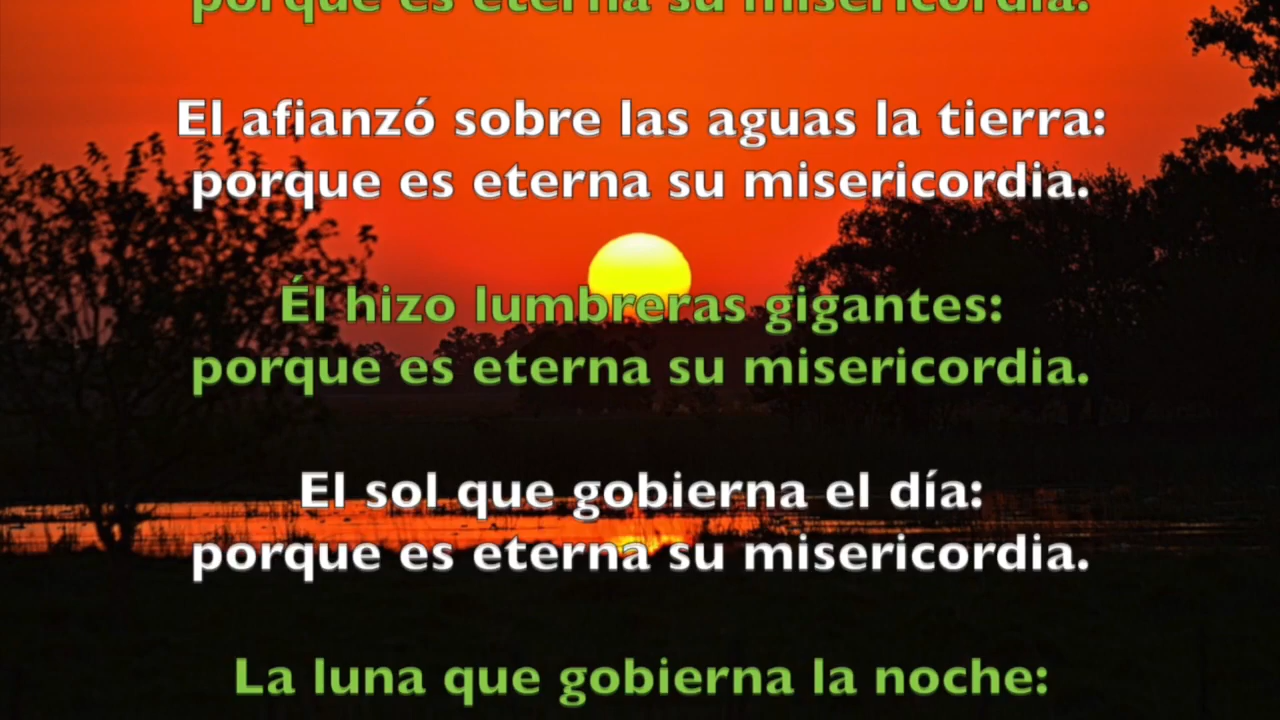 porque es eterna su misericordia.
El afianzó sobre las aguas la tierra:
porque es eterna su misericordia.
Él hizo lumbreras gigantes:
porque es eterna su misericordia.
El sol que gobierna el día:
porque es eterna su misericordia.
La luna que gobierna la noche: